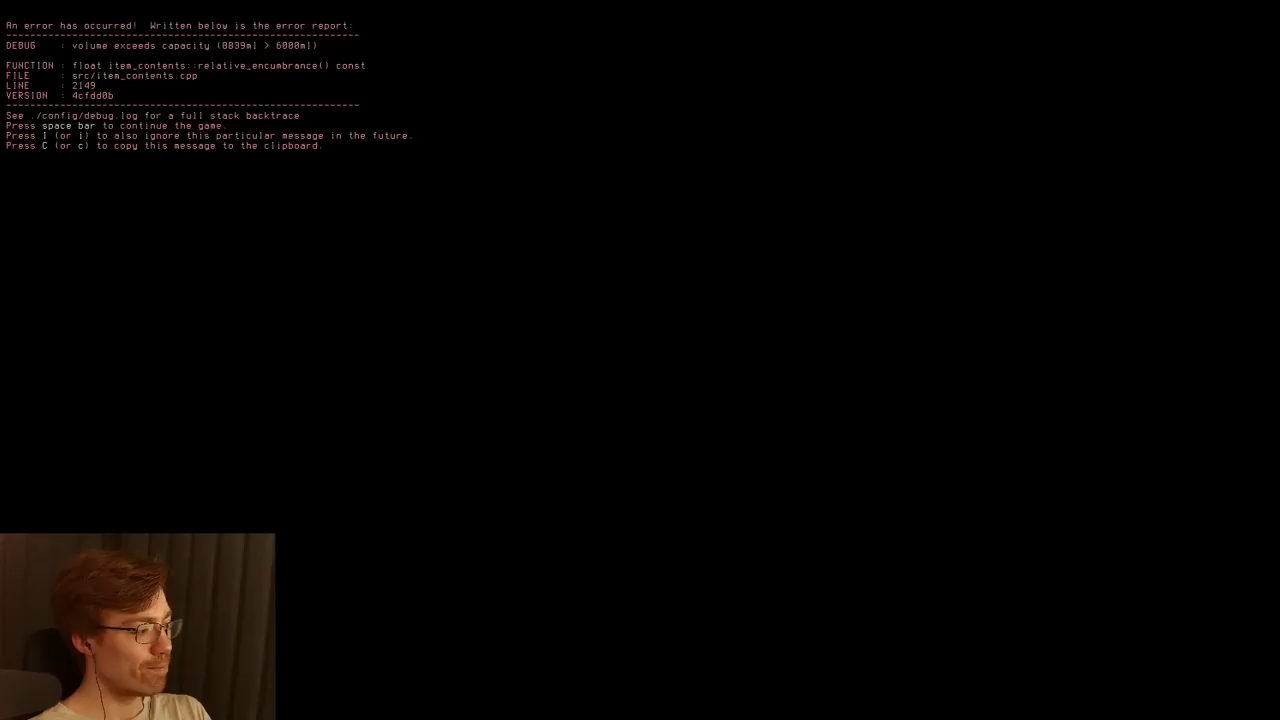 An error has occurred!  Written below is the error report:
-----------------------------------------------------------
DEBUG    : volume exceeds capacity (8839ml > 6000ml)

FUNCTION : float item_contents::relative_encumbrance() const
FILE     : src/item_contents.cpp
LINE     : 2149
VERSION  : 4cfdd0b
-----------------------------------------------------------
See ./config/debug.log for a full stack backtrace
Press space bar to continue the game.
Press I (or i) to also ignore this particular message in the future.
Press C (or c) to copy this message to the clipboard.